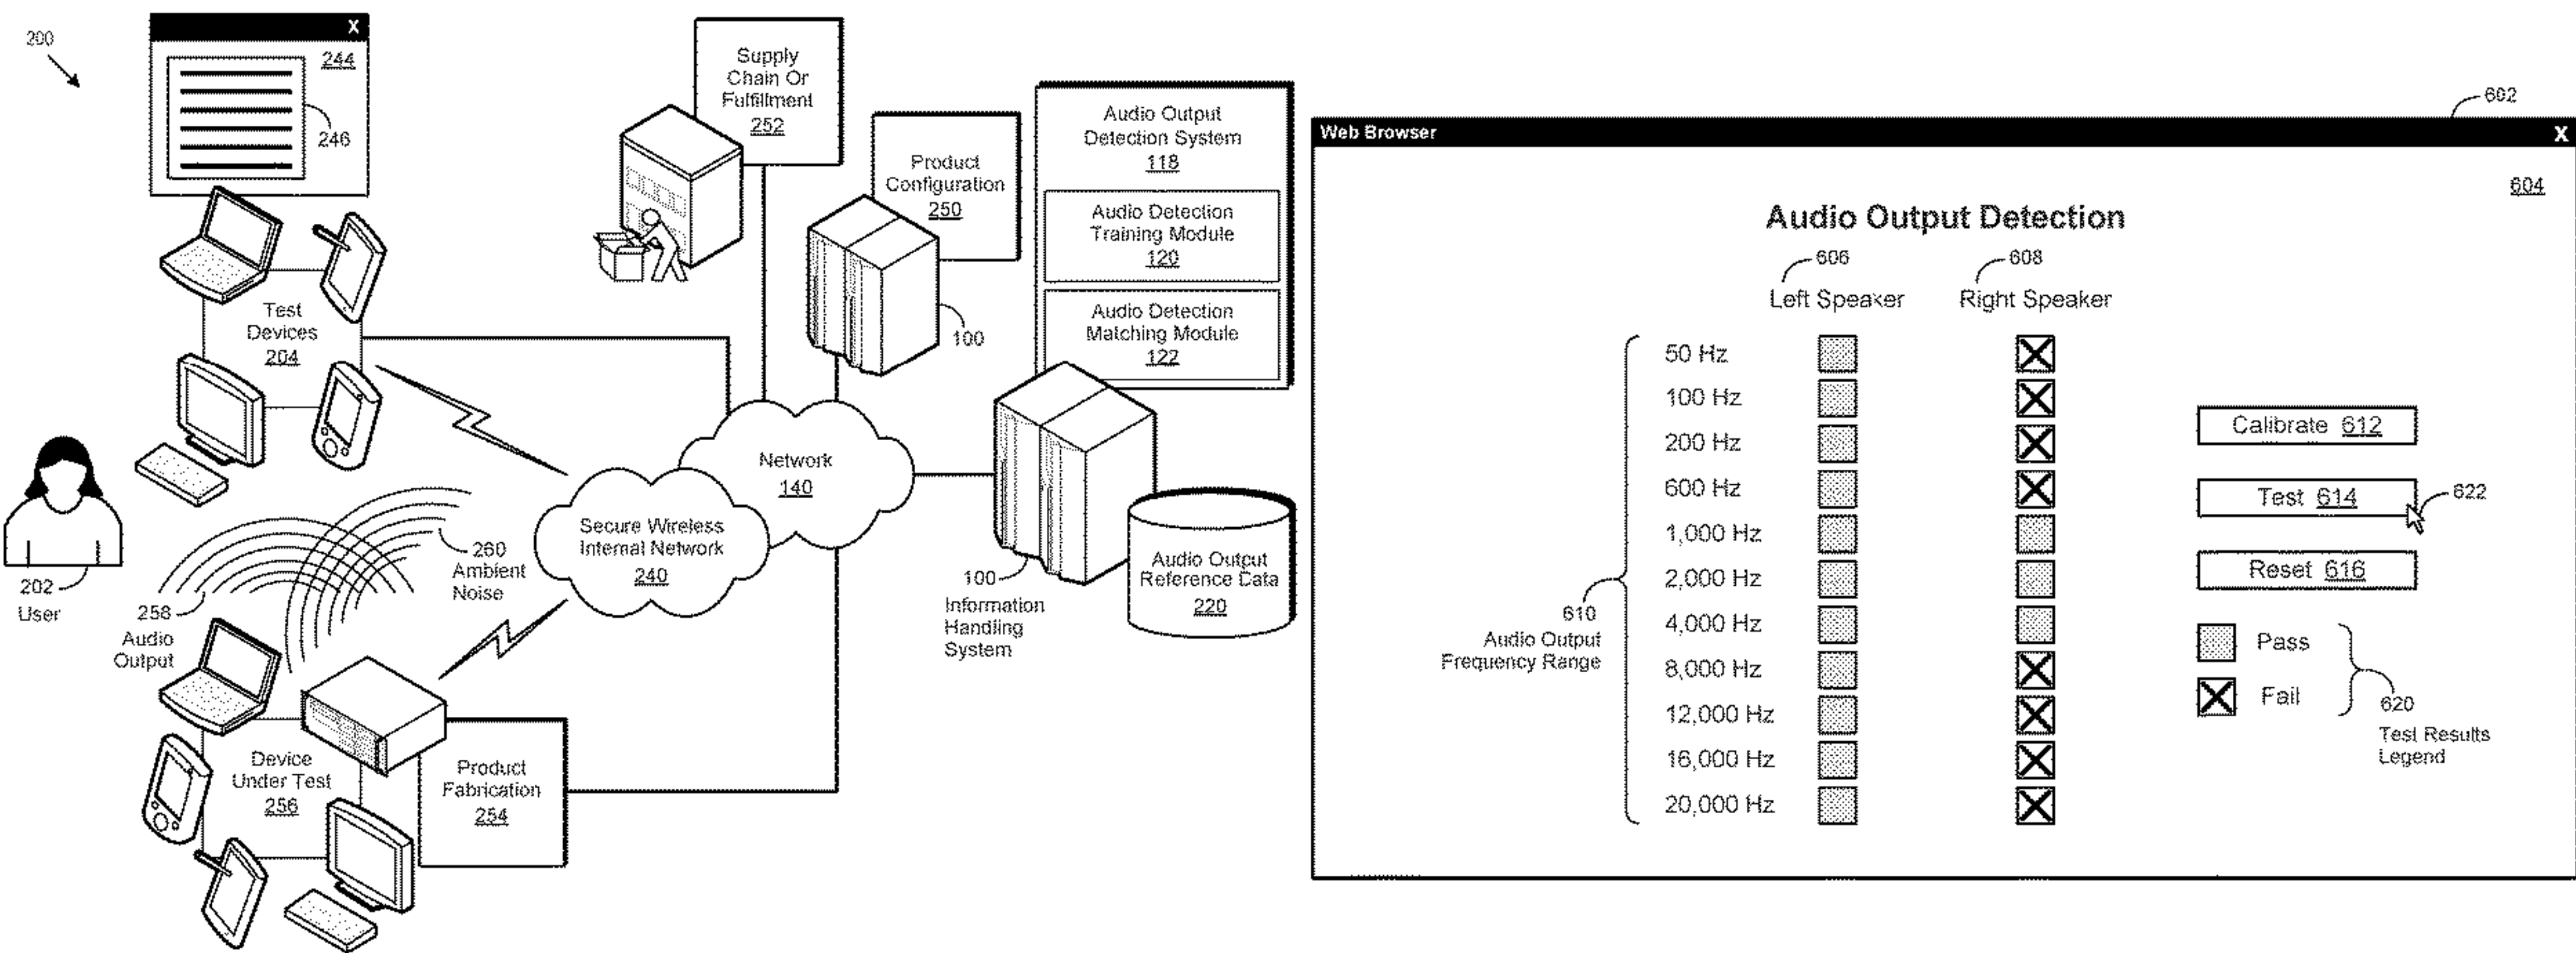 200
X
244
246
Supply
Chain Or
Fulfillment
252
Product
Configuration
250
100
Audio Output
Detection System
118
Audio Detection
Training Module
120
Audio Detection
Matching Module
122
Test
Devices
204
Network
140
Secure Wireless
Internal Network
240
202
User
258
Audio
Output
260
Ambient
Noise
100
Information
Handling
System
Audio Output
Reference Data
220
Device
Under Test
256
Product
Fabrication
254
602
Web Browser X
604
Audio Output Detection
606 608
Left Speaker Right Speaker
50 Hz
100 Hz
200 Hz
600 Hz
1,000 Hz
2,000 Hz
4,000 Hz
8,000 Hz
12,000 Hz
16,000 Hz
20,000 Hz
610
Audio Output
Frequency Range
Calibrate 612
Test 614
622
Reset 616
Pass
Fail
620
Test Results
Legend